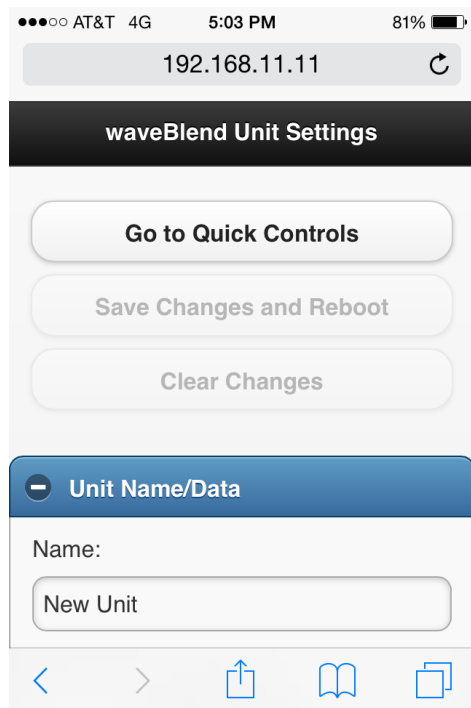 AT&T 4G 5:03 PM 81%
192.168.11.11
waveBlend Unit Settings
Go to Quick Controls
Save Changes and Reboot
Clear Changes
Unit Name/Data
Name:
New Unit